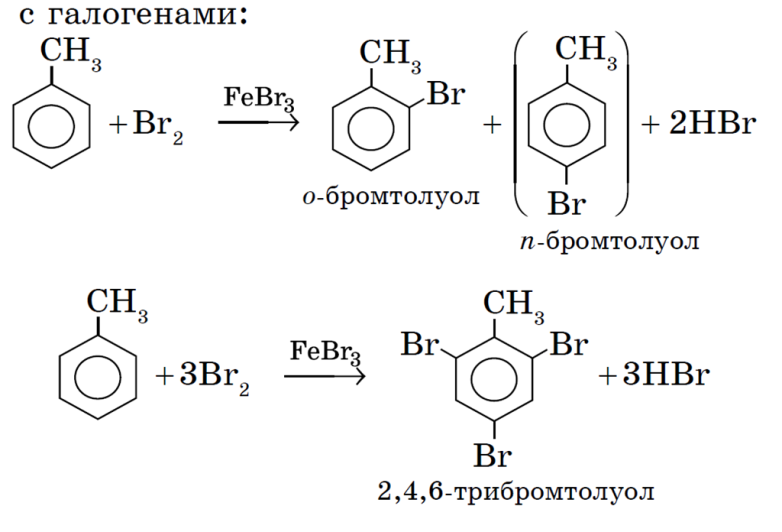 с галогенами:
CH₃ CH₃ CH₃
FeBr₃ Br
+ Br₂ + + 2HBr
о-бромтолуол Br
п-бромтолуол
CH₃ CH₃
FeBr₃ Br Br
+ 3Br₂ + 3HBr
Br
2,4,6-трибромтолуол